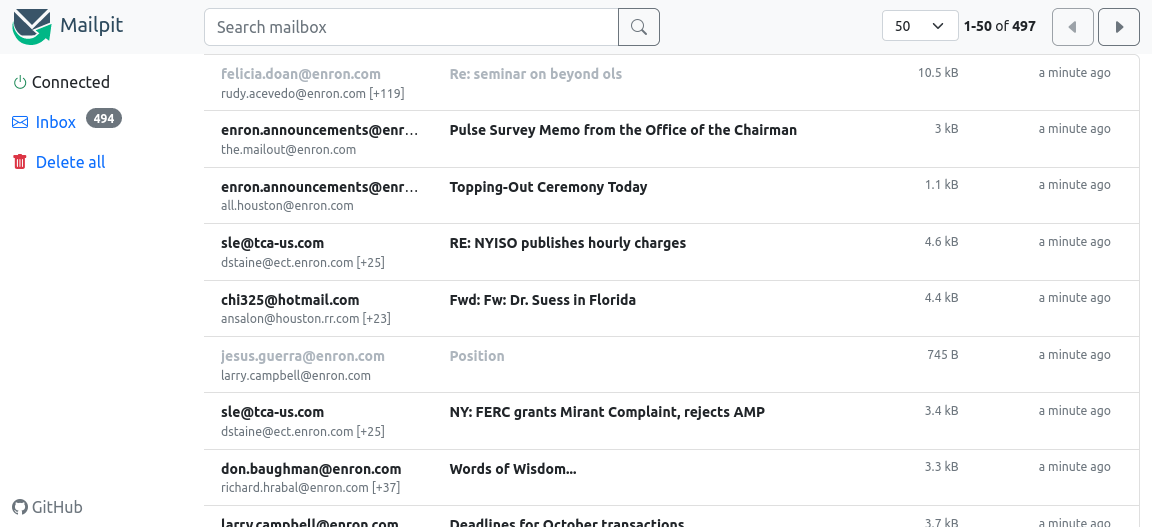 Mailpit
Search mailbox
50
1-50 of 497
Connected
Inbox 494
Delete all
felicia.doan@enron.com Re: seminar on beyond ols 10.5 kB a minute ago
rudy.acevedo@enron.com [+119]
enron.announcements@enr... Pulse Survey Memo from the Office of the Chairman 3 kB a minute ago
the.mailout@enron.com
enron.announcements@enr... Topping-Out Ceremony Today 1.1 kB a minute ago
all.houston@enron.com
sle@tca-us.com RE: NYISO publishes hourly charges 4.6 kB a minute ago
dstaine@ect.enron.com [+25]
chi325@hotmail.com Fwd: Fw: Dr. Suess in Florida 4.4 kB a minute ago
ansalon@houston.rr.com [+23]
jesus.guerra@enron.com Position 745 B a minute ago
larry.campbell@enron.com
sle@tca-us.com NY: FERC grants Mirant Complaint, rejects AMP 3.4 kB a minute ago
dstaine@ect.enron.com [+25]
don.baughman@enron.com Words of Wisdom... 3.3 kB a minute ago
richard.hrabal@enron.com [+37]
larry.campbell@enron.com Deadlines for October transactions 3.7 kB a minute ago
GitHub